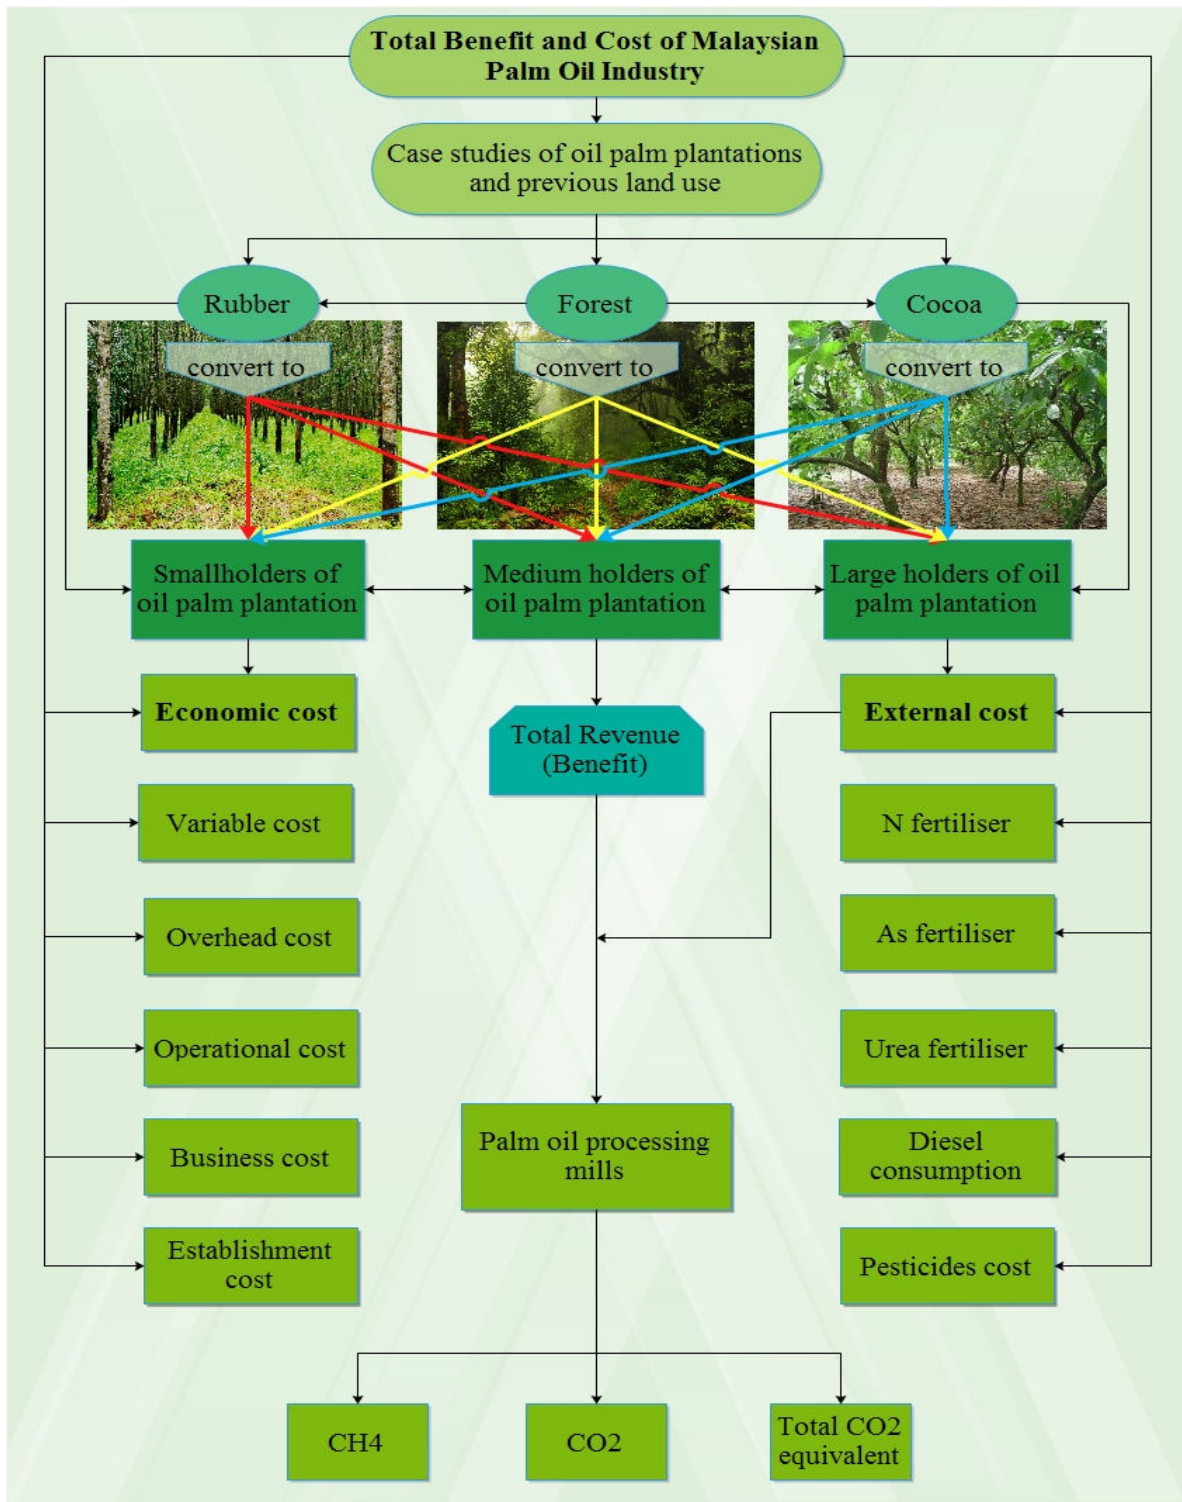 Total Benefit and Cost of Malaysian
Palm Oil Industry
Case studies of oil palm plantations
and previous land use
Rubber
Forest
Cocoa
convert to
convert to
convert to
Smallholders of
oil palm plantation
Medium holders of
oil palm plantation
Large holders of oil
palm plantation
Economic cost
Total Revenue
(Benefit)
External cost
Variable cost
N fertiliser
Overhead cost
As fertiliser
Operational cost
Urea fertiliser
Business cost
Palm oil processing
mills
Diesel
consumption
Establishment
cost
Pesticides cost
CH4
CO2
Total CO2
equivalent